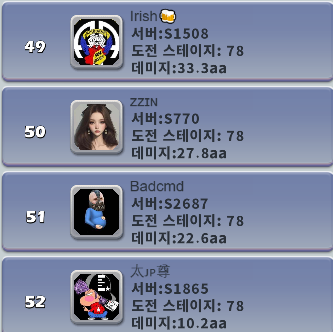 49
Irish🍺
서버:S1508
도전 스테이지: 78
데미지:33.3aa
50
ZZIN
서버:S770
도전 스테이지: 78
데미지:27.8aa
51
Badcmd
서버:S2687
도전 스테이지: 78
데미지:22.6aa
52
太JP尊
서버:S1865
도전 스테이지: 78
데미지:10.2aa